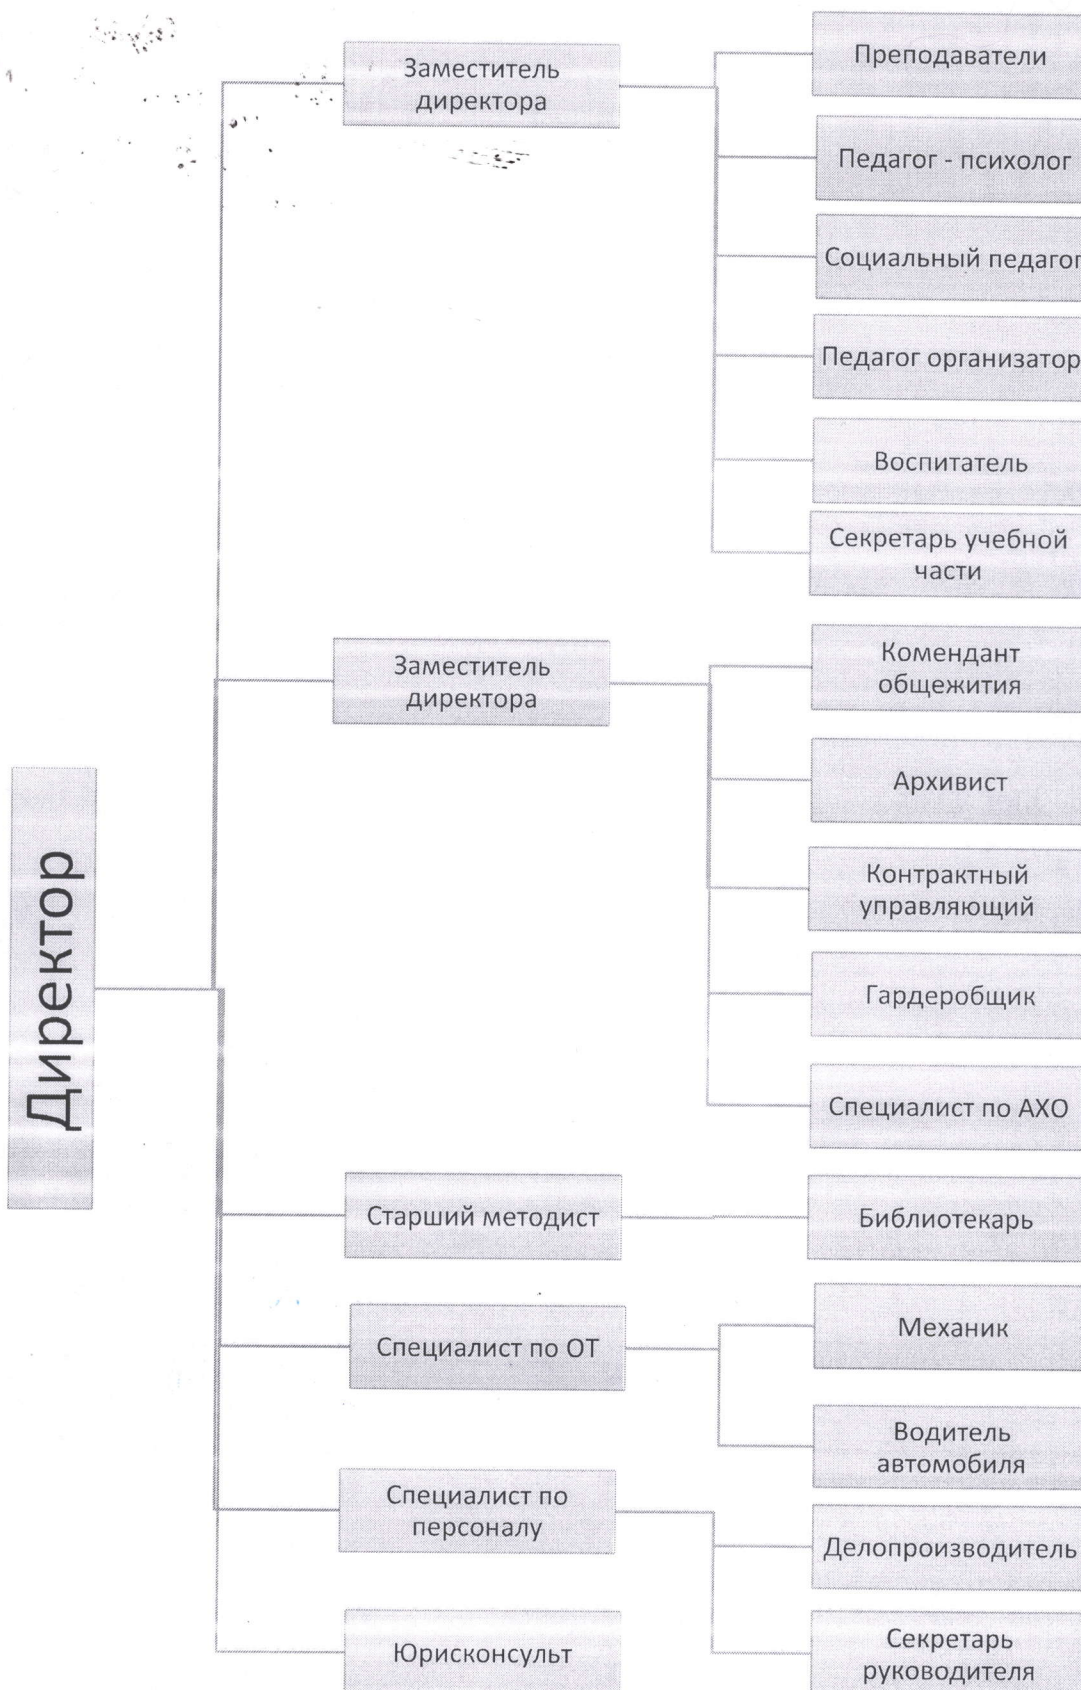 Директор
Заместитель
директора
Преподаватели
Педагог - психолог
Социальный педагог
Педагог организатор
Воспитатель
Секретарь учебной
части
Заместитель
директора
Комендант
общежития
Архивист
Контрактный
управляющий
Гардеробщик
Специалист по АХО
Старший методист
Библиотекарь
Специалист по ОТ
Механик
Водитель
автомобиля
Специалист по
персоналу
Делопроизводитель
Секретарь
руководителя
Юрисконсульт